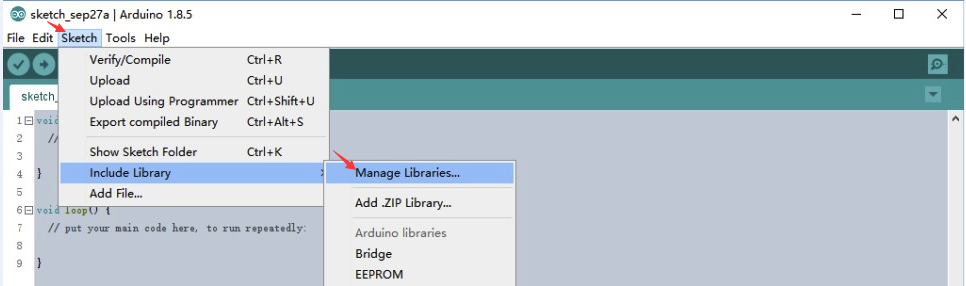 sketch_sep27a | Arduino 1.8.5
File Edit Sketch Tools Help
Verify/Compile Ctrl+R
Upload Ctrl+U
Upload Using Programmer Ctrl+Shift+U
Export compiled Binary Ctrl+Alt+S
Show Sketch Folder Ctrl+K
Include Library
Add File...
Manage Libraries...
Add .ZIP Library...
Arduino libraries
Bridge
EEPROM
sketch_
1 void
2 //
3
4 }
5
6 void loop() {
7 // put your main code here, to run repeatedly:
8
9 }